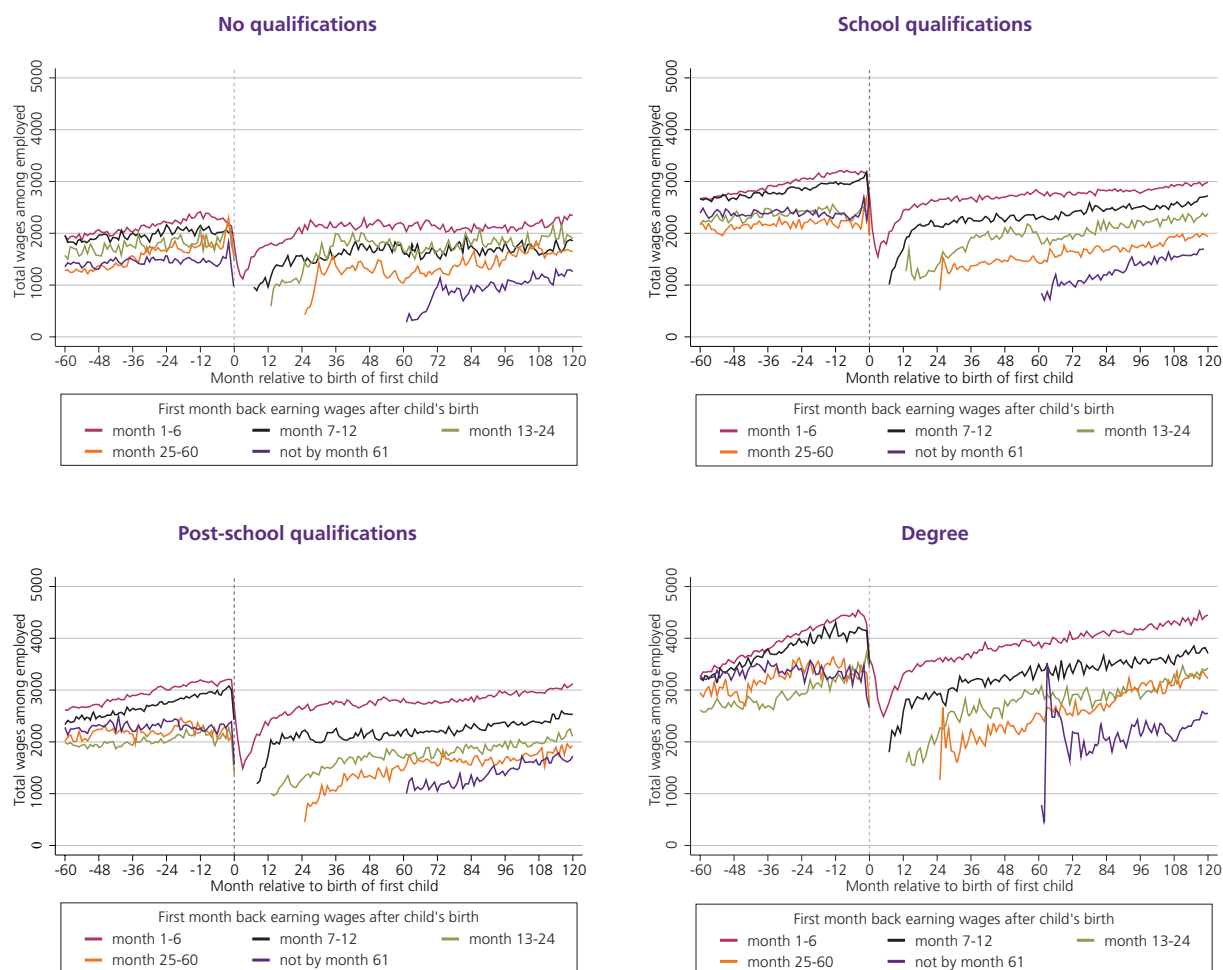 No qualifications
Total wages among employed
5000
4000
3000
2000
1000
0
-60 -48 -36 -24 -12 0 12 24 36 48 60 72 84 96 108 120
Month relative to birth of first child
First month back earning wages after child's birth
month 1-6 month 7-12 month 13-24
month 25-60 not by month 61
School qualifications
Total wages among employed
5000
4000
3000
2000
1000
0
-60 -48 -36 -24 -12 0 12 24 36 48 60 72 84 96 108 120
Month relative to birth of first child
First month back earning wages after child's birth
month 1-6 month 7-12 month 13-24
month 25-60 not by month 61
Post-school qualifications
Total wages among employed
5000
4000
3000
2000
1000
0
-60 -48 -36 -24 -12 0 12 24 36 48 60 72 84 96 108 120
Month relative to birth of first child
First month back earning wages after child's birth
month 1-6 month 7-12 month 13-24
month 25-60 not by month 61
Degree
Total wages among employed
5000
4000
3000
2000
1000
0
-60 -48 -36 -24 -12 0 12 24 36 48 60 72 84 96 108 120
Month relative to birth of first child
First month back earning wages after child's birth
month 1-6 month 7-12 month 13-24
month 25-60 not by month 61